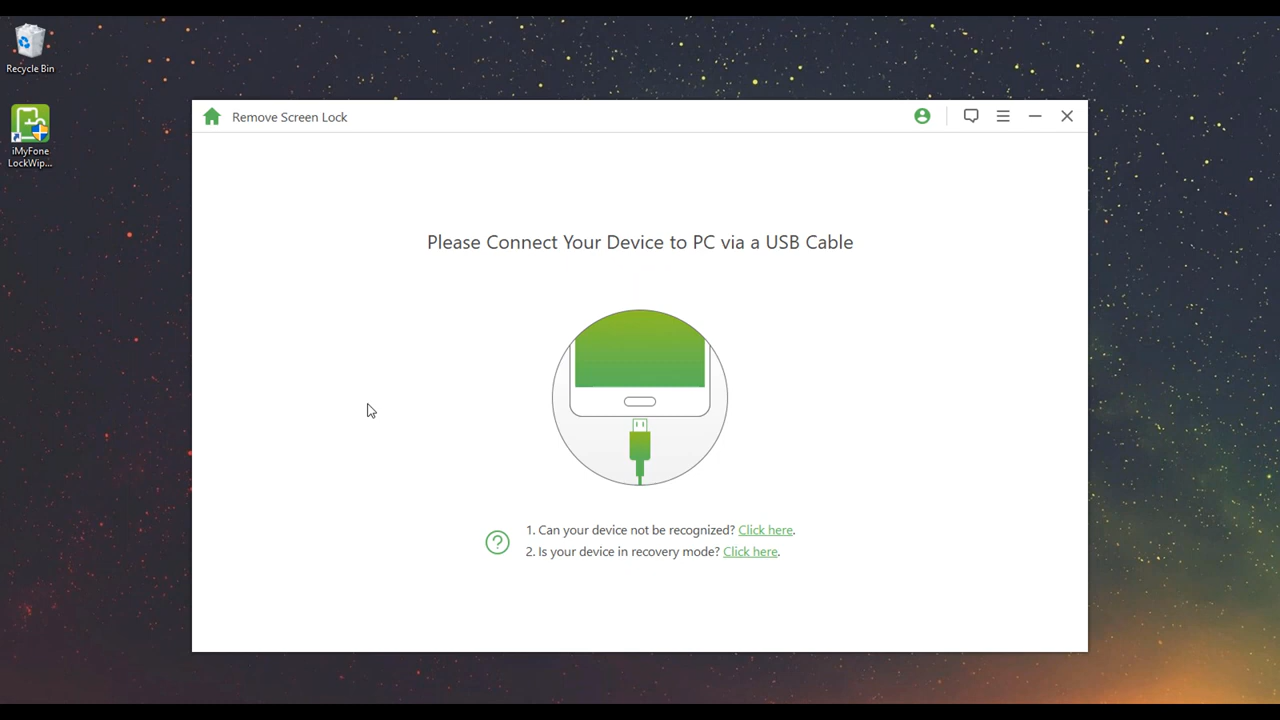 Recycle Bin
iMyFone
LockWip...
Remove Screen Lock
Please Connect Your Device to PC via a USB Cable
1. Can your device not be recognized? Click here.
2. Is your device in recovery mode? Click here.